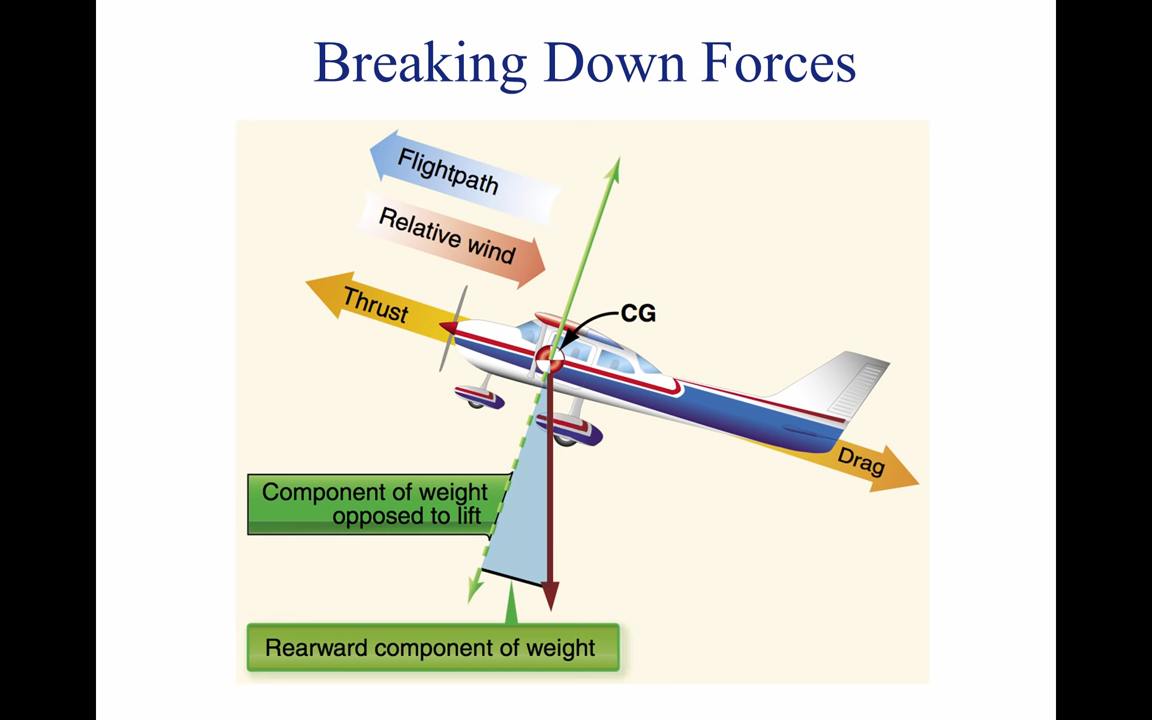 Breaking Down Forces
Flightpath
Relative wind
Thrust
CG
Drag
Component of weight
opposed to lift
Rearward component of weight